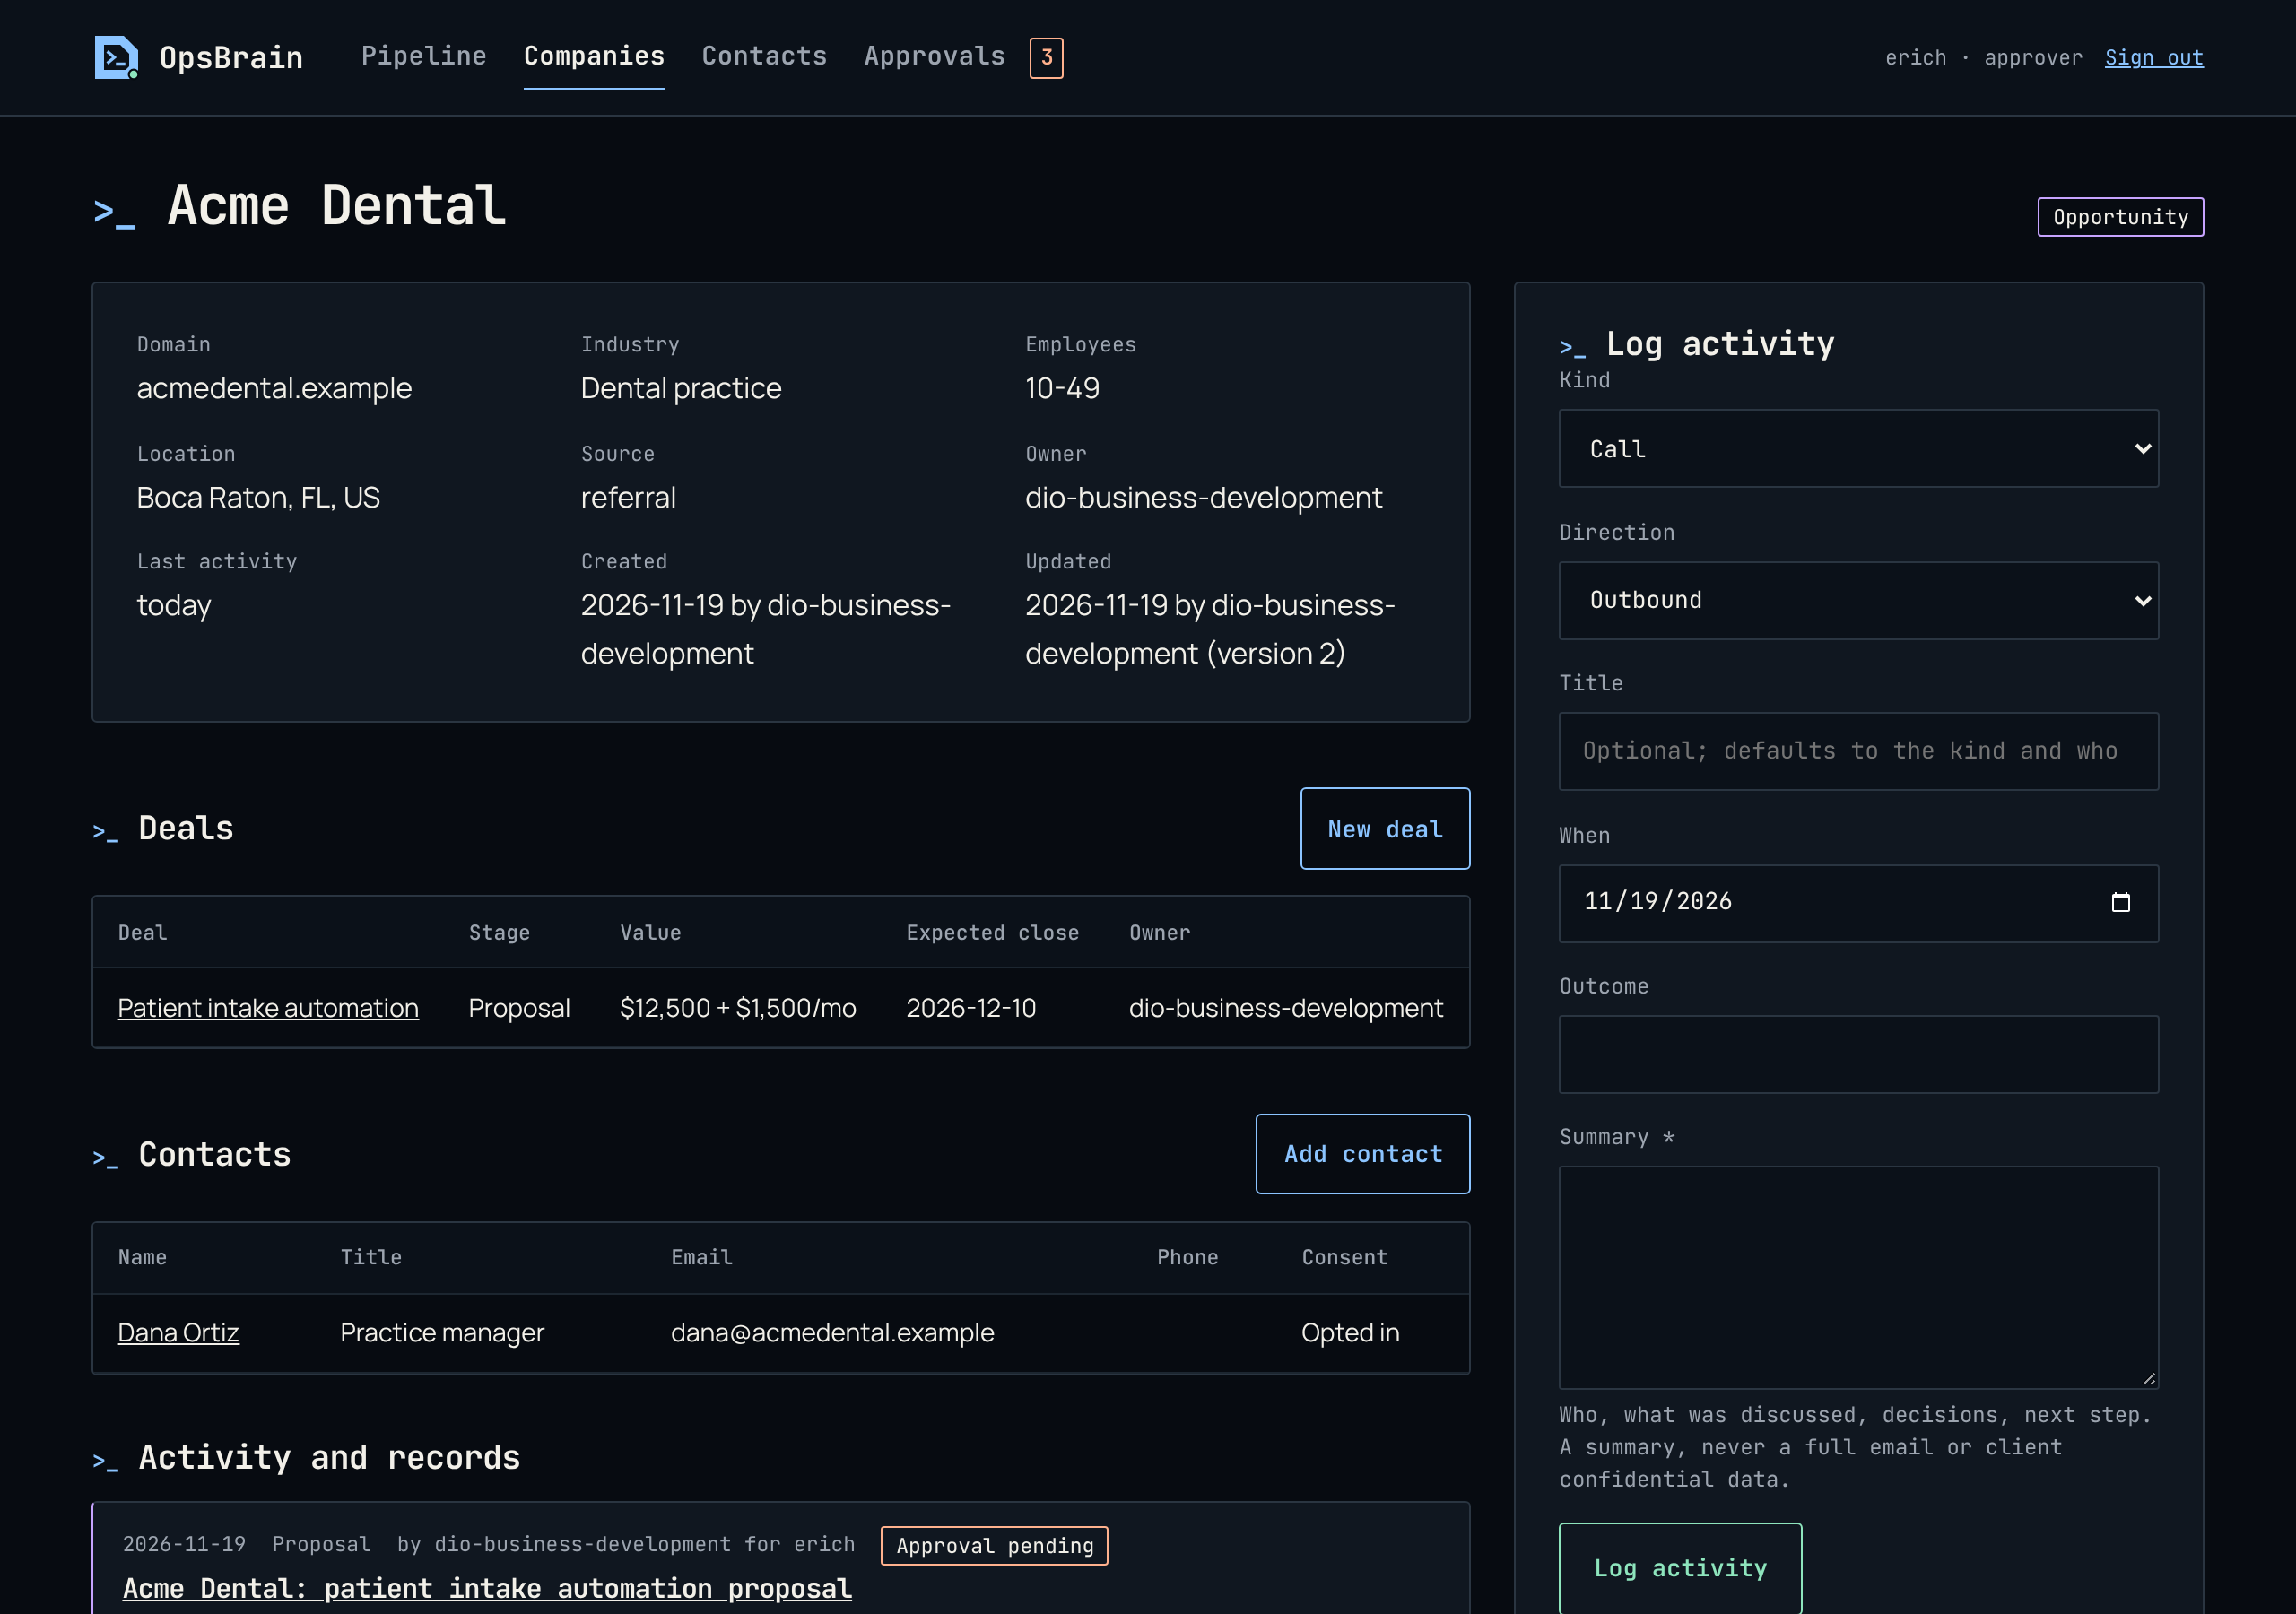 OpsBrain Pipeline Companies Contacts Approvals 3 erich · approver Sign out
>_ Acme Dental
Opportunity
Domain Industry Employees
acmedental.example Dental practice 10-49
Location Source Owner
Boca Raton, FL, US referral dio-business-development
Last activity Created Updated
today 2026-11-19 by dio-business- 2026-11-19 by dio-business-
development development (version 2)
>_ Deals New deal
Deal Stage Value Expected close Owner
Patient intake automation Proposal $12,500 + $1,500/mo 2026-12-10 dio-business-development
>_ Contacts Add contact
Name Title Email Phone Consent
Dana Ortiz Practice manager dana@acmedental.example Opted in
>_ Activity and records
2026-11-19 Proposal by dio-business-development for erich Approval pending
Acme Dental: patient intake automation proposal
>_ Log activity
Kind
Call
Direction
Outbound
Title
Optional; defaults to the kind and who
When
11/19/2026
Outcome
Summary *
Who, what was discussed, decisions, next step.
A summary, never a full email or client
confidential data.
Log activity